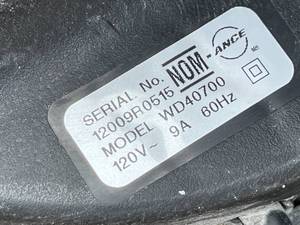 SERIAL No.
12009R0515
MODEL WD40700
120V~ 9A 60Hz
NOM-ANCE